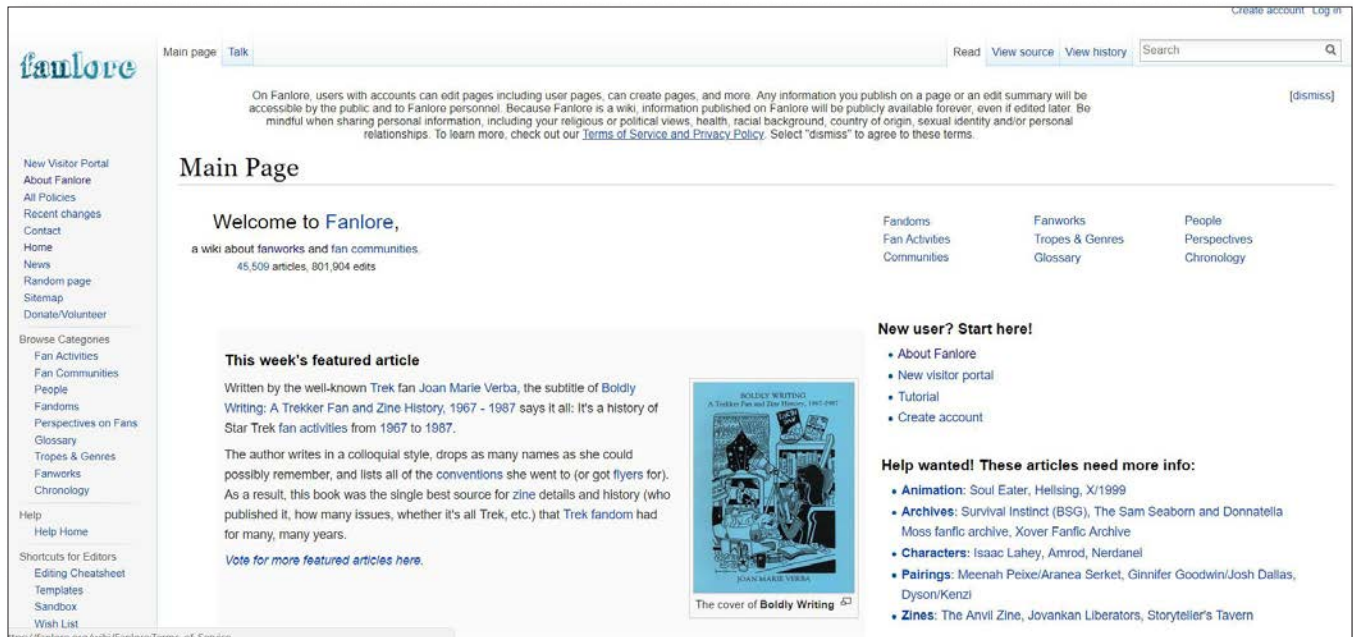 Create account Log in
fanlore
Main page Talk
Read View source View history Search
On Fanlore, users with accounts can edit pages including user pages, can create pages, and more. Any information you publish on a page or an edit summary will be
accessible by the public and to Fanlore personnel. Because Fanlore is a wiki, information published on Fanlore will be publicly available forever, even if edited later. Be
mindful when sharing personal information, including your religious or political views, health, racial background, country of origin, sexual identity and/or personal
relationships. To learn more, check out our Terms of Service and Privacy Policy. Select "dismiss" to agree to these terms.
[dismiss]
New Visitor Portal
About Fanlore
All Policies
Recent changes
Contact
Home
News
Random page
Sitemap
Donate/Volunteer
Browse Categories
Fan Activities
Fan Communities
People
Fandoms
Perspectives on Fans
Glossary
Tropes & Genres
Fanworks
Chronology
Help
Help Home
Shortcuts for Editors
Editing Cheatsheet
Templates
Sandbox
Wish List
Main Page
Welcome to Fanlore,
a wiki about fanworks and fan communities.
45,509 articles, 801,904 edits
Fandoms Fanworks People
Fan Activities Tropes & Genres Perspectives
Communities Glossary Chronology
This week's featured article
Written by the well-known Trek fan Joan Marie Verba, the subtitle of Boldly
Writing: A Trekker Fan and Zine History, 1967 - 1987 says it all: It's a history of
Star Trek fan activities from 1967 to 1987.
The author writes in a colloquial style, drops as many names as she could
possibly remember, and lists all of the conventions she went to (or got flyers for).
As a result, this book was the single best source for zine details and history (who
published it, how many issues, whether it's all Trek, etc.) that Trek fandom had
for many, many years.
Vote for more featured articles here.
BOLDLY WRITING
A Trekker Fan and Zine History, 1967-1987
JOAN MARIE VERBA
The cover of Boldly Writing
New user? Start here!
• About Fanlore
• New visitor portal
• Tutorial
• Create account
Help wanted! These articles need more info:
• Animation: Soul Eater, Hellsing, X/1999
• Archives: Survival Instinct (BSG), The Sam Seaborn and Donnatella
Moss fanfic archive, Xover Fanfic Archive
• Characters: Isaac Lahey, Amrod, Nerdanel
• Pairings: Meenah Peixe/Aranea Serket, Ginnifer Goodwin/Josh Dallas,
Dyson/Kenzi
• Zines: The Anvil Zine, Jovankan Liberators, Storyteller's Tavern